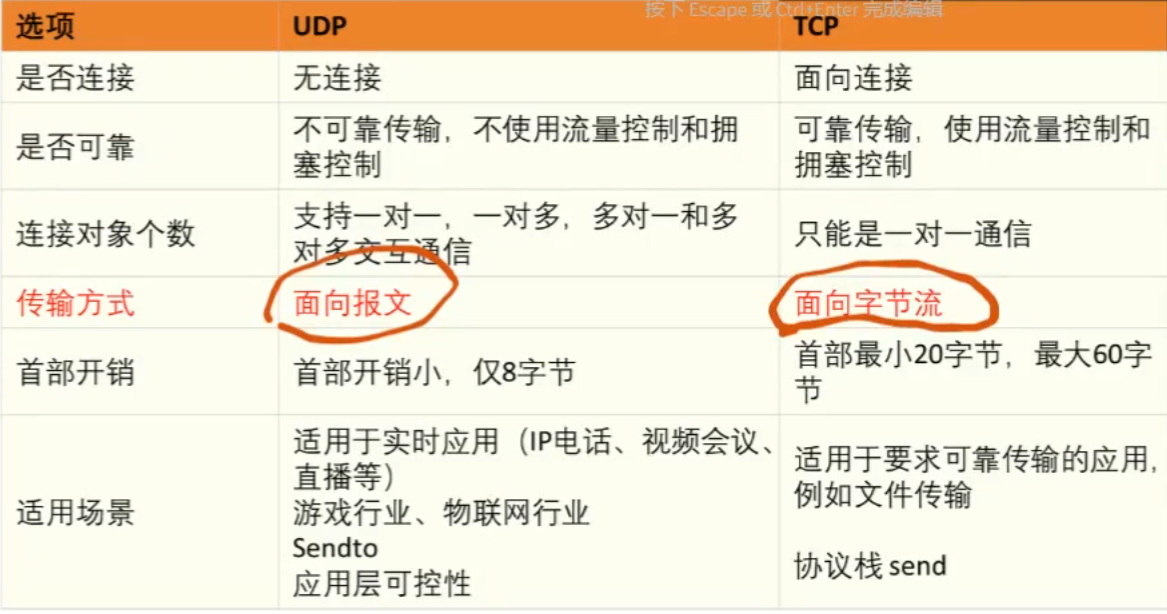 按下 Escape 或 Ctrl+Enter 完成编辑
选项 UDP TCP
是否连接 无连接 面向连接
是否可靠 不可靠传输，不使用流量控制和拥 可靠传输，使用流量控制和
塞控制 拥塞控制
连接对象个数 支持一对一，一对多，多对一和多 只能是一对一通信
对多交互通信
传输方式 面向报文 面向字节流
首部开销 首部开销小，仅8字节 首部最小20字节，最大60字
节
适用场景 适用于实时应用（IP电话、视频会议、 适用于要求可靠传输的应用，
直播等） 例如文件传输
游戏行业、物联网行业
Sendto 协议栈 send
应用层可控性